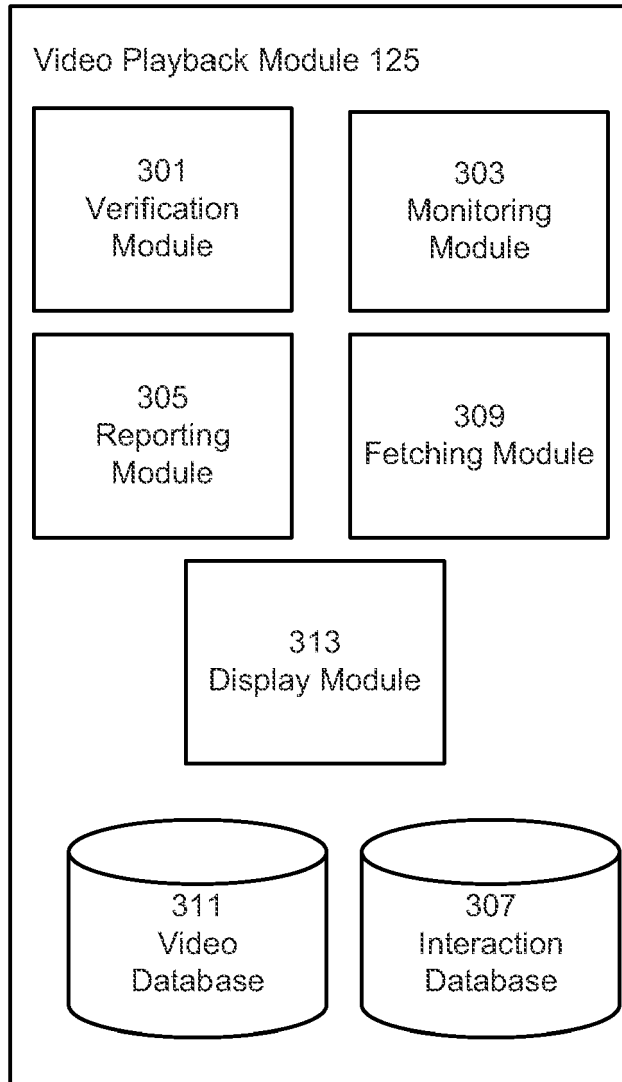 Video Playback Module 125
301
Verification
Module
303
Monitoring
Module
305
Reporting
Module
309
Fetching Module
313
Display Module
311
Video
Database
307
Interaction
Database